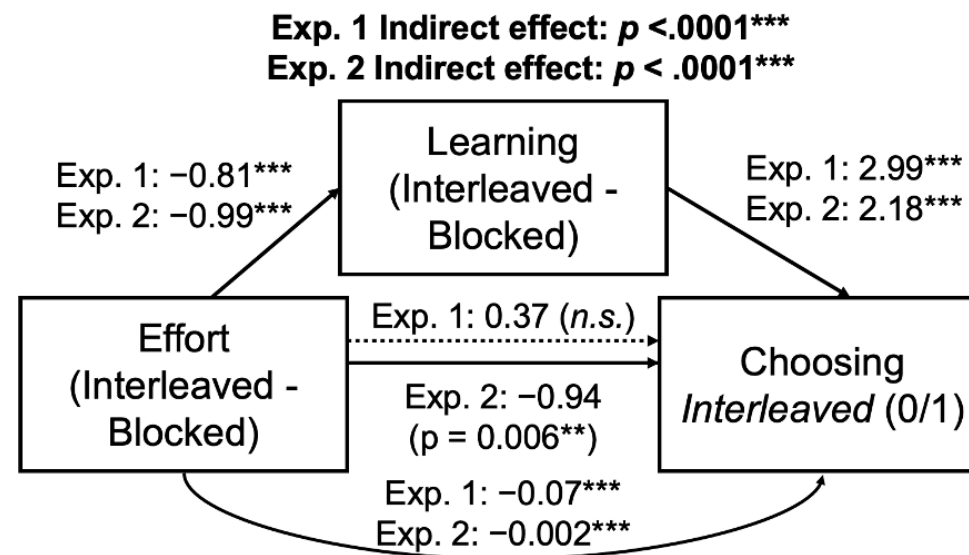 Exp. 1 Indirect effect: p <.0001***
Exp. 2 Indirect effect: p < .0001***
Learning
(Interleaved -
Blocked)
Exp. 1: −0.81***
Exp. 2: −0.99***
Exp. 1: 2.99***
Exp. 2: 2.18***
Effort
(Interleaved -
Blocked)
Exp. 1: 0.37 (n.s.)
Exp. 2: −0.94
(p = 0.006**)
Choosing
Interleaved (0/1)
Exp. 1: −0.07***
Exp. 2: −0.002***